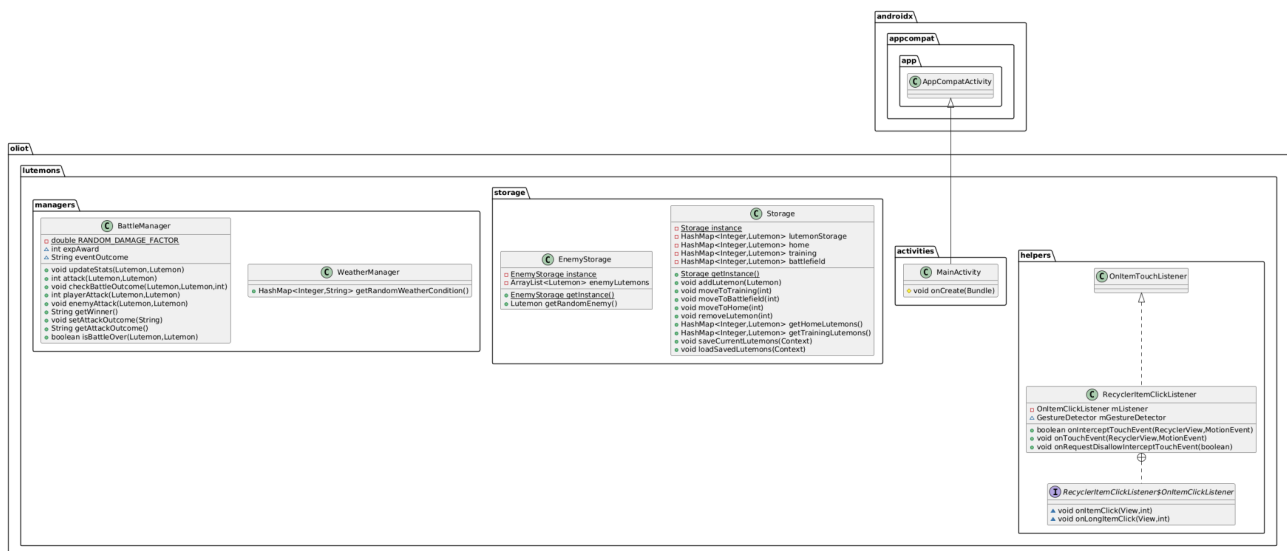 androidx
appcompat
app
C AppCompatActivity
oliot
lutemons
managers
C BattleManager
double RANDOM_DAMAGE_FACTOR
int expAward
String eventOutcome
void updateStats(Lutemon,Lutemon)
int attack(Lutemon,Lutemon)
void checkBattleOutcome(Lutemon,Lutemon,int)
int playerAttack(Lutemon,Lutemon)
void enemyAttack(Lutemon,Lutemon)
String getWinner()
void setAttackOutcome(String)
String getAttackOutcome()
boolean isBattleOver(Lutemon,Lutemon)
C WeatherManager
HashMap<Integer,String> getRandomWeatherCondition()
storage
C EnemyStorage
EnemyStorage instance
ArrayList<Lutemon> enemyLutemons
EnemyStorage getInstance()
Lutemon getRandomEnemy()
C Storage
Storage instance
HashMap<Integer,Lutemon> lutemonStorage
HashMap<Integer,Lutemon> home
HashMap<Integer,Lutemon> training
HashMap<Integer,Lutemon> battlefield
Storage getInstance()
void addLutemon(Lutemon)
void moveToTraining(int)
void moveToBattlefield(int)
void moveToHome(int)
void removeLutemon(int)
HashMap<Integer,Lutemon> getHomeLutemons()
HashMap<Integer,Lutemon> getTrainingLutemons()
void saveCurrentLutemons(Context)
void loadSavedLutemons(Context)
activities
C MainActivity
void onCreate(Bundle)
helpers
C OnItemTouchListener
C RecyclerItemClickListener
OnItemClickListener mListener
GestureDetector mGestureDetector
boolean onInterceptTouchEvent(RecyclerView,MotionEvent)
void onTouchEvent(RecyclerView,MotionEvent)
void onRequestDisallowInterceptTouchEvent(boolean)
I RecyclerItemClickListener$OnItemClickListener
void onItemClick(View,int)
void onLongItemClick(View,int)